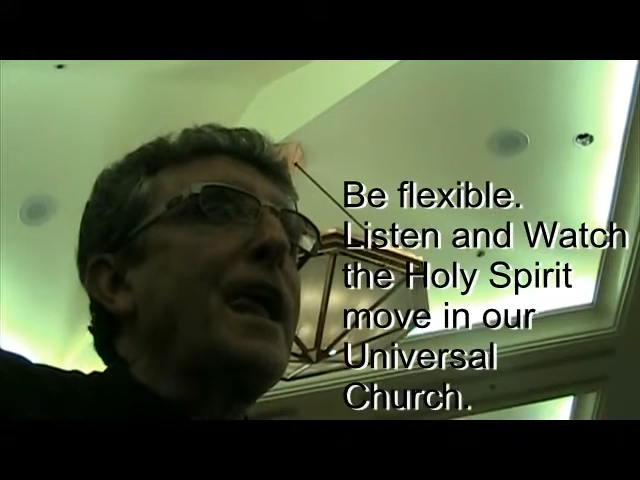 Be flexible.
Listen and Watch
the Holy Spirit
move in our
Universal
Church.